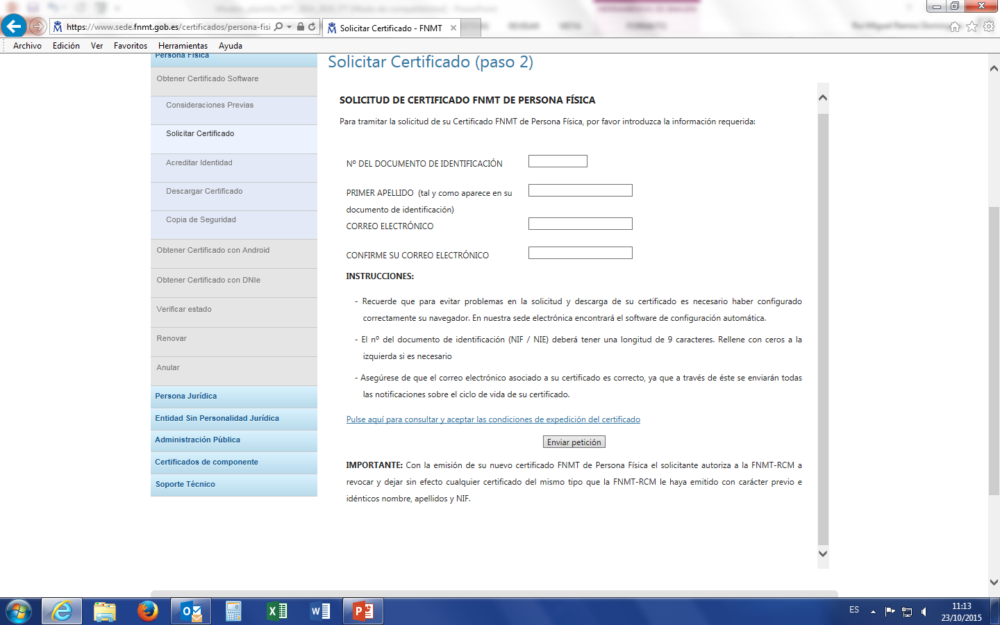 https://www.sede.fnmt.gob.es/certificados/persona-fisi
Solicitar Certificado - FNMT
Archivo Edición Ver Favoritos Herramientas Ayuda
Persona Física
Obtener Certificado Software
Consideraciones Previas
Solicitar Certificado
Acreditar Identidad
Descargar Certificado
Copia de Seguridad
Obtener Certificado con Android
Obtener Certificado con DNIe
Verificar estado
Renovar
Anular
Persona Jurídica
Entidad Sin Personalidad Jurídica
Administración Pública
Certificados de componente
Soporte Técnico
Solicitar Certificado (paso 2)
SOLICITUD DE CERTIFICADO FNMT DE PERSONA FÍSICA
Para tramitar la solicitud de su Certificado FNMT de Persona Física, por favor introduzca la información requerida:
Nº DEL DOCUMENTO DE IDENTIFICACIÓN
PRIMER APELLIDO (tal y como aparece en su
documento de identificación)
CORREO ELECTRÓNICO
CONFIRME SU CORREO ELECTRÓNICO
INSTRUCCIONES:
- Recuerde que para evitar problemas en la solicitud y descarga de su certificado es necesario haber configurado
correctamente su navegador. En nuestra sede electrónica encontrará el software de configuración automática.
- El nº del documento de identificación (NIF / NIE) deberá tener una longitud de 9 caracteres. Rellene con ceros a la
izquierda si es necesario
- Asegúrese de que el correo electrónico asociado a su certificado es correcto, ya que a través de éste se enviarán todas
las notificaciones sobre el ciclo de vida de su certificado.
Pulse aquí para consultar y aceptar las condiciones de expedición del certificado
Enviar petición
IMPORTANTE: Con la emisión de su nuevo certificado FNMT de Persona Física el solicitante autoriza a la FNMT-RCM a
revocar y dejar sin efecto cualquier certificado del mismo tipo que la FNMT-RCM le haya emitido con carácter previo e
idénticos nombre, apellidos y NIF.
ES
11:13
23/10/2015